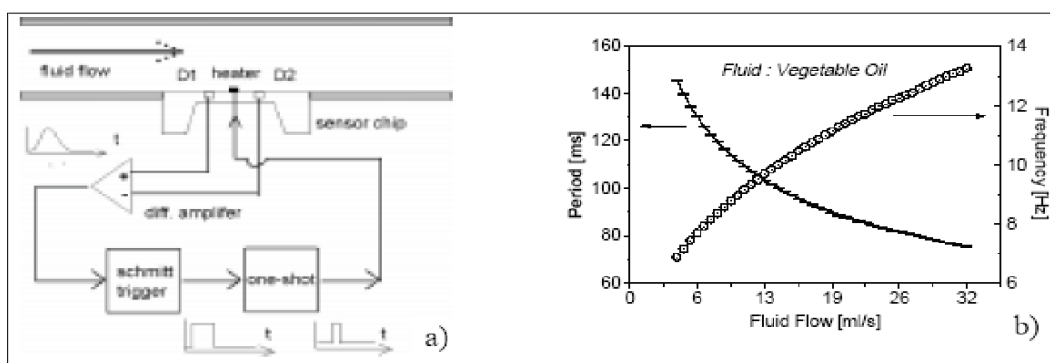 fluid flow
D1 heater D2
sensor chip
t
+
-
diff. amplifer
schmitt
trigger
one-shot
t
t
a)
160
140
120
100
80
60
Period [ms]
Fluid : Vegetable Oil
14
12
10
8
6
Frequency
[Hz]
0 6 13 19 26 32
Fluid Flow [ml/s]
b)